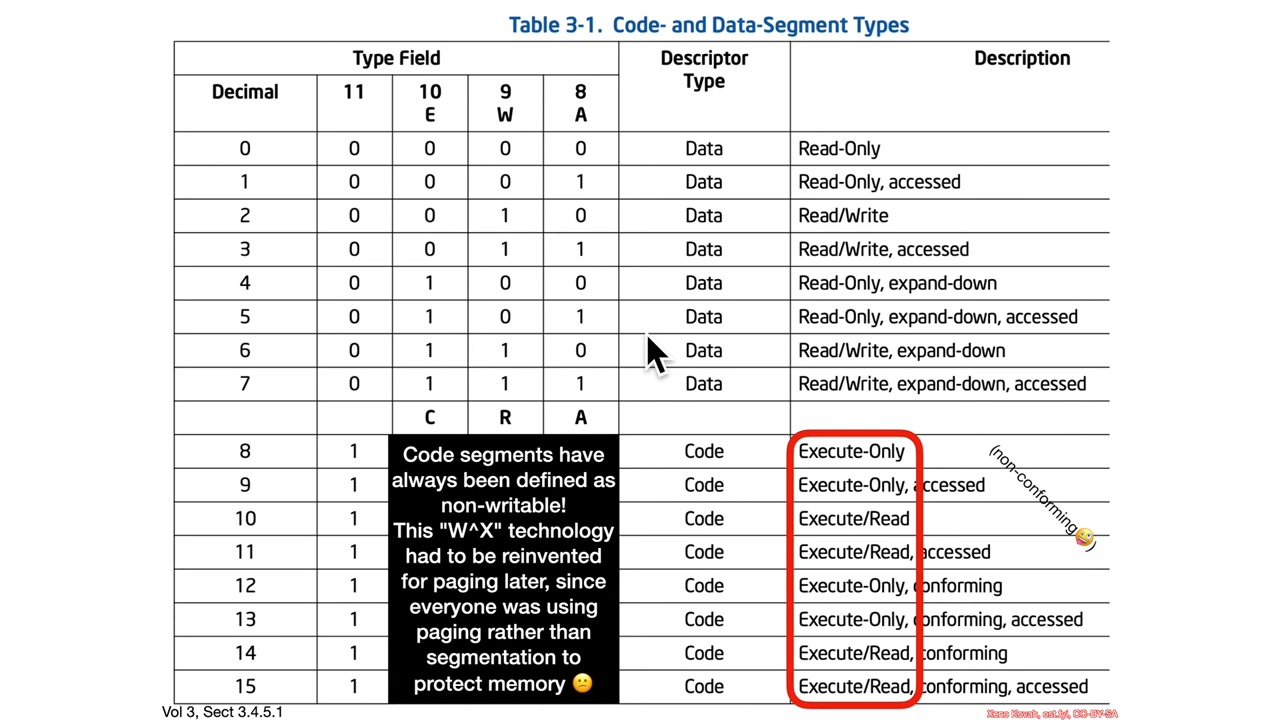 Table 3-1. Code- and Data-Segment Types
Type Field Descriptor Type Description
Decimal 11 10 E 9 W 8 A
0 0 0 0 0 Data Read-Only
1 0 0 0 1 Data Read-Only, accessed
2 0 0 1 0 Data Read/Write
3 0 0 1 1 Data Read/Write, accessed
4 0 1 0 0 Data Read-Only, expand-down
5 0 1 0 1 Data Read-Only, expand-down, accessed
6 0 1 1 0 Data Read/Write, expand-down
7 0 1 1 1 Data Read/Write, expand-down, accessed
C R A
8 1 Code Execute-Only
9 1 Code Execute-Only, accessed
10 1 Code Execute/Read
11 1 Code Execute/Read, accessed
12 1 Code Execute-Only, conforming
13 1 Code Execute-Only, conforming, accessed
14 1 Code Execute/Read, conforming
15 1 Code Execute/Read, conforming, accessed
Code segments have
always been defined as
non-writable!
This "W^X" technology
had to be reinvented
for paging later, since
everyone was using
paging rather than
segmentation to
protect memory 😕
(non-conforming🤪)
Vol 3, Sect 3.4.5.1
Xeno Kovah, ost.fyi, CC-BY-SA